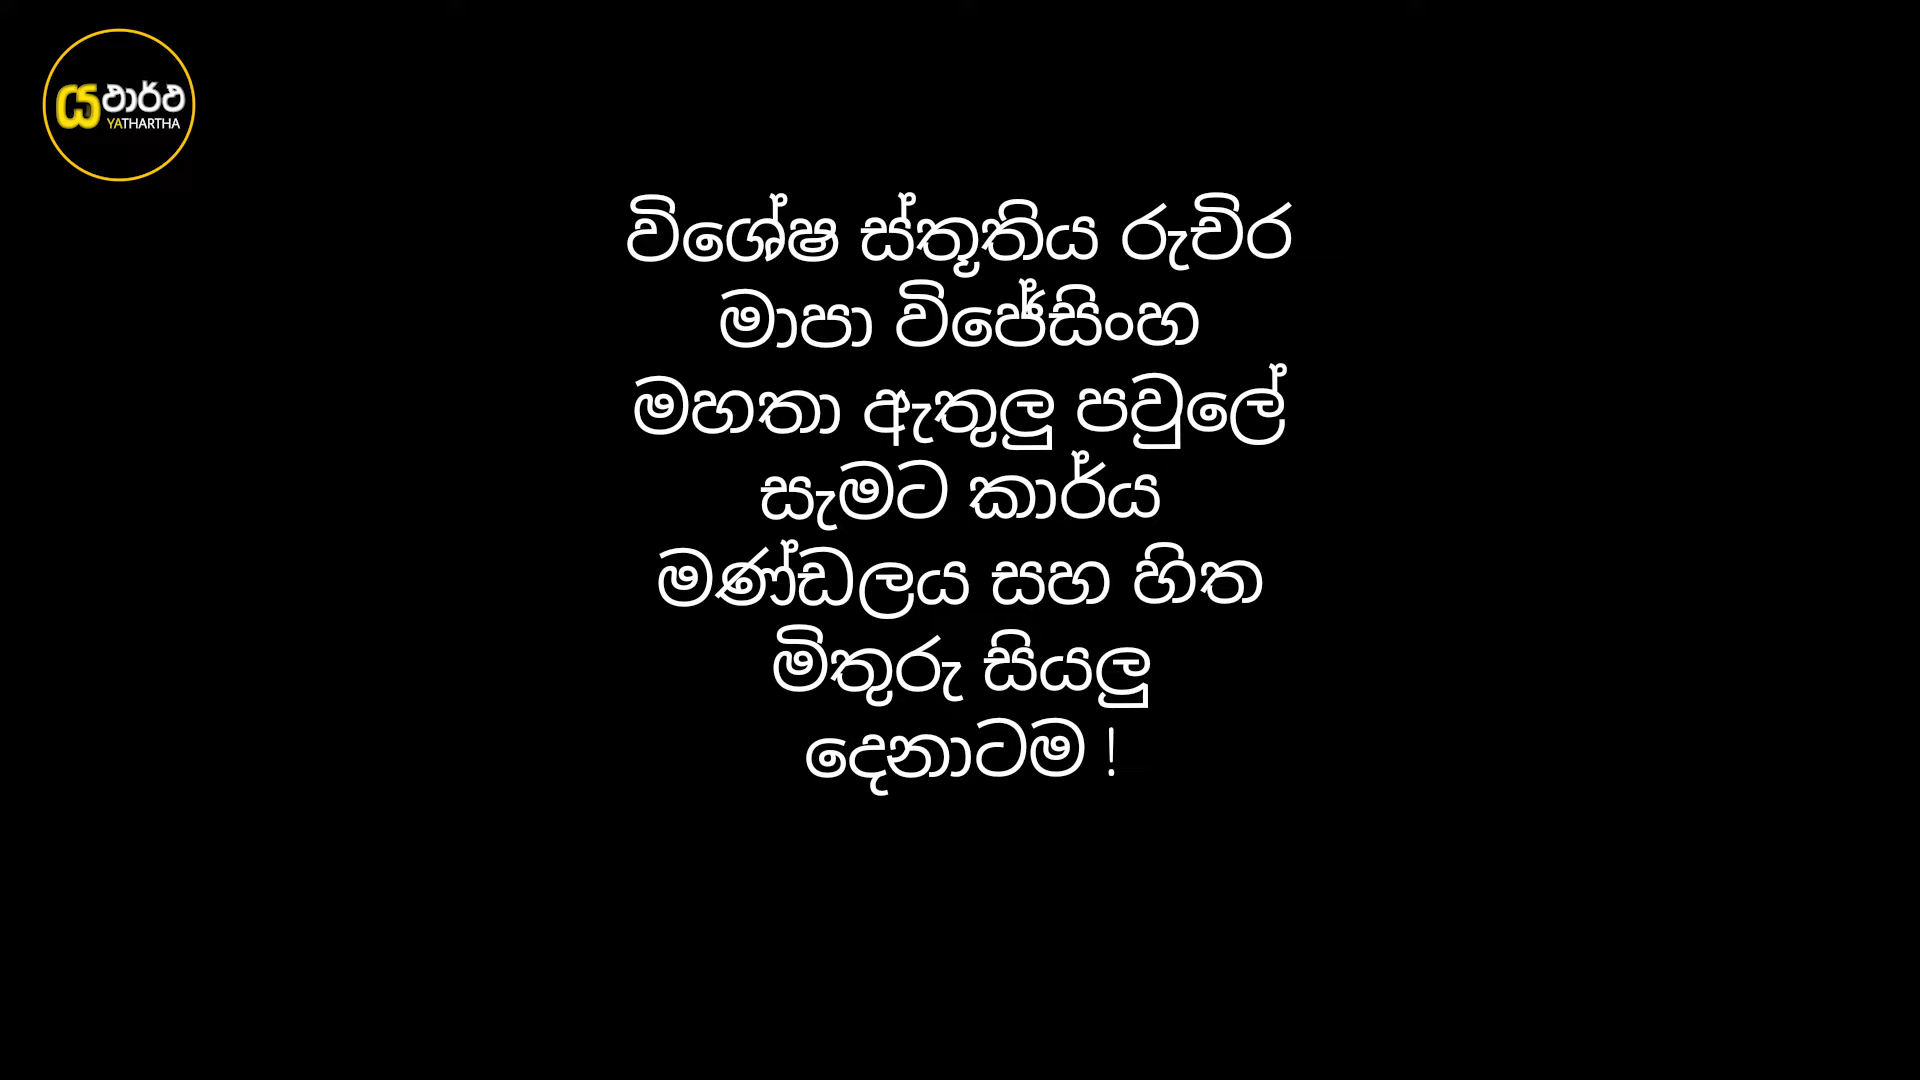 යථාර්ථ
YATHARTHA
විශේෂ ස්තූතිය රුචිර
මාපා විජේසිංහ
මහතා ඇතුලු පවුලේ
සැමට කාර්ය
මණ්ඩලය සහ හිත
මිතුරු සියලු
දෙනාටම !